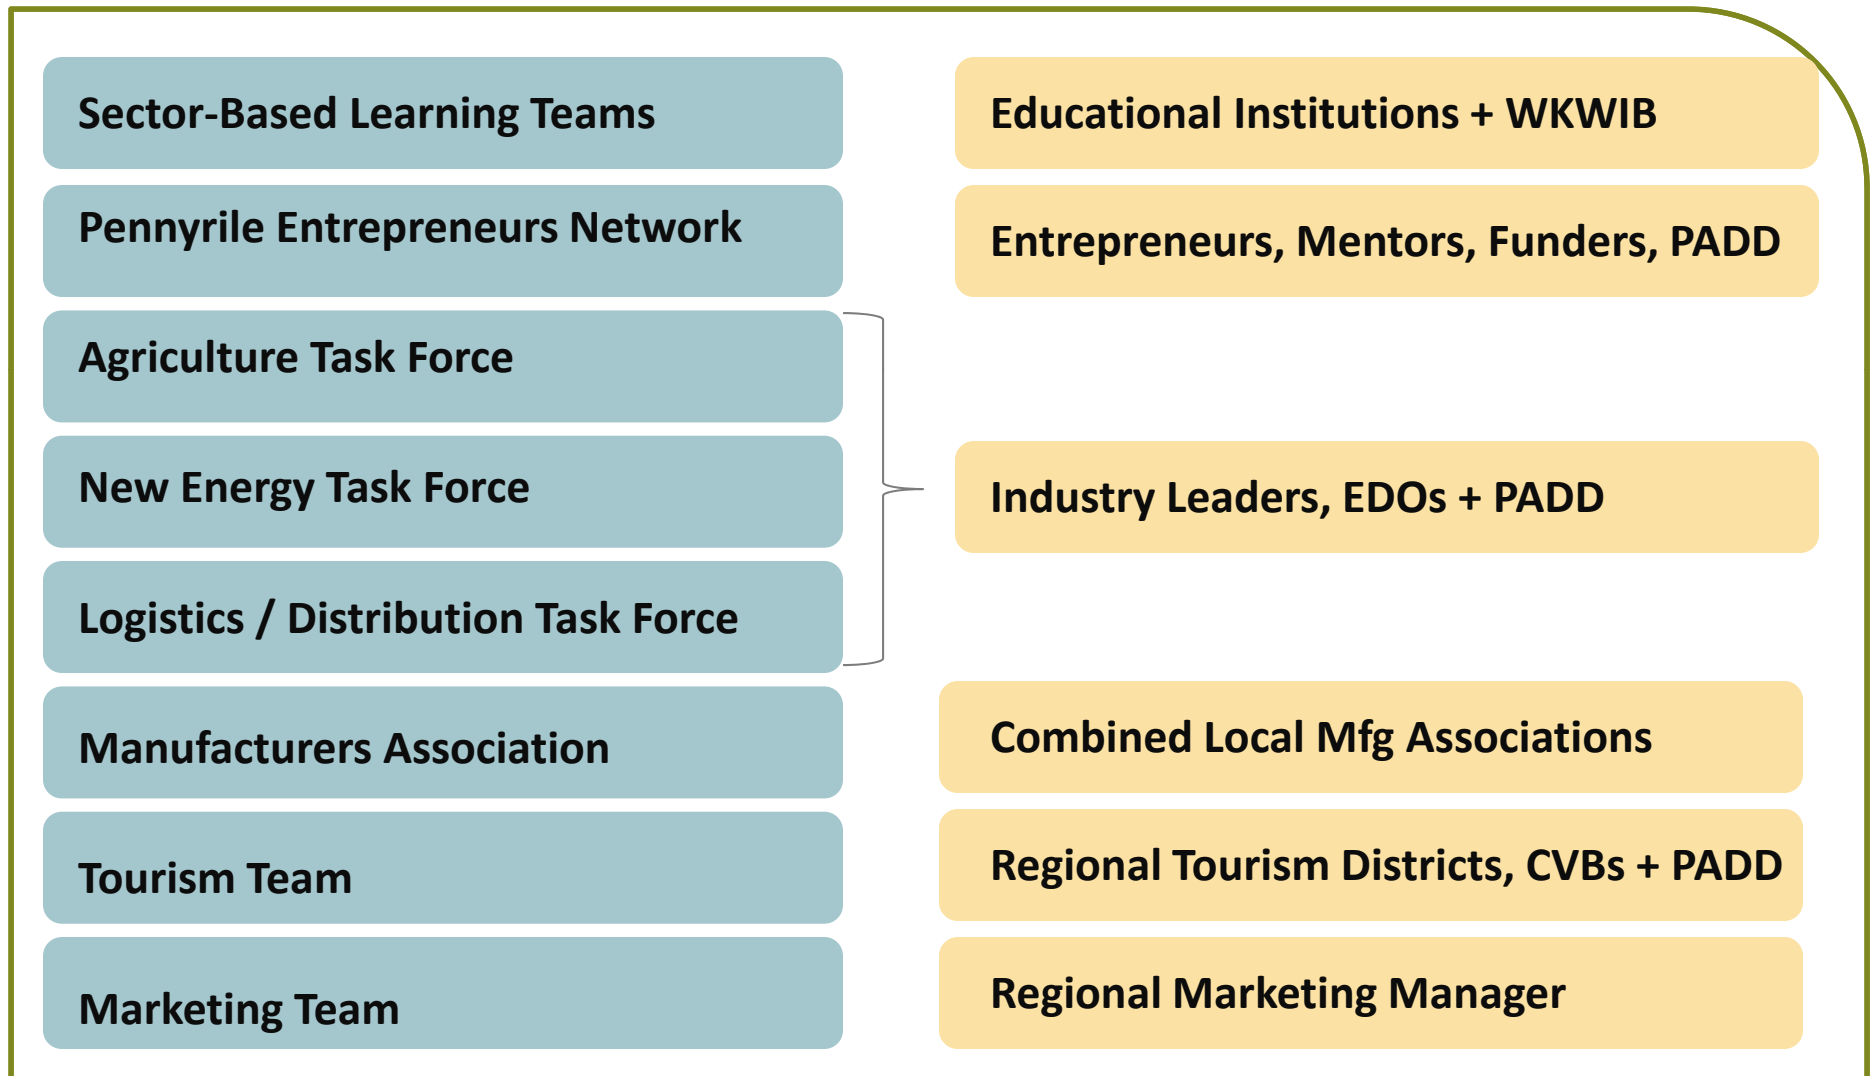 Sector-Based Learning Teams
Educational Institutions + WKWIB
Pennyrile Entrepreneurs Network
Entrepreneurs, Mentors, Funders, PADD
Agriculture Task Force
New Energy Task Force
Industry Leaders, EDOs + PADD
Logistics / Distribution Task Force
Manufacturers Association
Combined Local Mfg Associations
Tourism Team
Regional Tourism Districts, CVBs + PADD
Marketing Team
Regional Marketing Manager